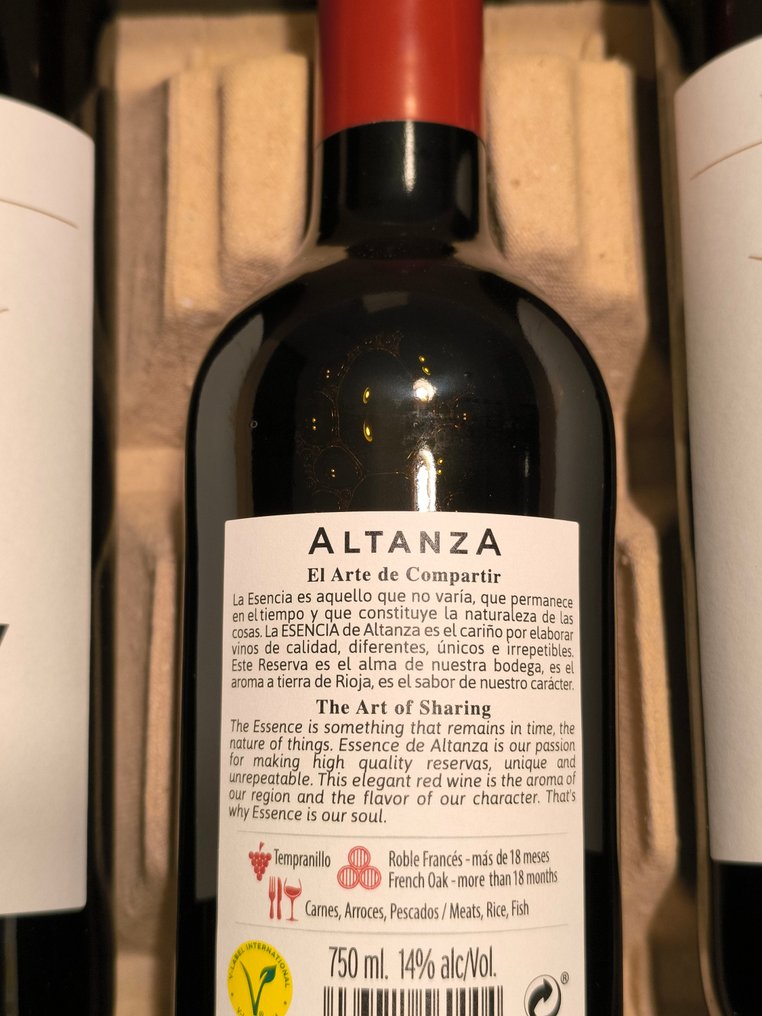 ALTANZA
El Arte de Compartir
La Esencia es aquello que no varía, que permanece
en el tiempo y que constituye la naturaleza de las
cosas. La ESENCIA de Altanza es el cariño por elaborar
vinos de calidad, diferentes, únicos e irrepetibles.
Este Reserva es el alma de nuestra bodega, es el
aroma a tierra de Rioja, es el sabor de nuestro carácter.
The Art of Sharing
The Essence is something that remains in time, the
nature of things. Essence de Altanza is our passion
for making high quality reservas, unique and
unrepeatable. This elegant red wine is the aroma of
our region and the flavor of our character. That's
why Essence is our soul.
Tempranillo
Roble Francés - más de 18 meses
French Oak - more than 18 months
Carnes, Arroces, Pescados / Meats, Rice, Fish
V-LABEL INTERNATIONAL
750 ml. 14% alc/Vol.
®